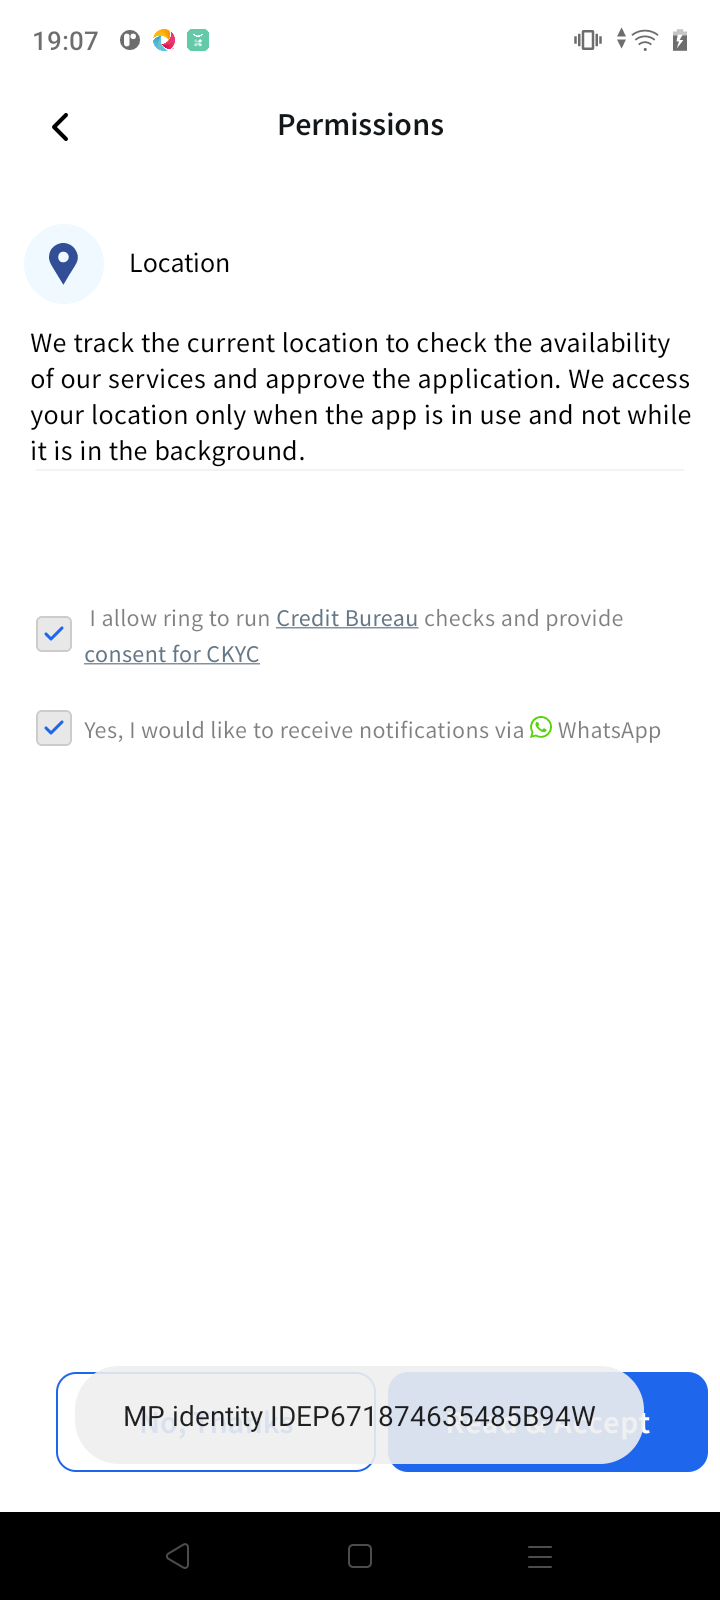 19:07
Permissions
Location
We track the current location to check the availability
of our services and approve the application. We access
your location only when the app is in use and not while
it is in the background.
I allow ring to run Credit Bureau checks and provide
consent for CKYC
Yes, I would like to receive notifications via WhatsApp
No, Thanks
Read & Accept
MP identity IDEP671874635485B94W